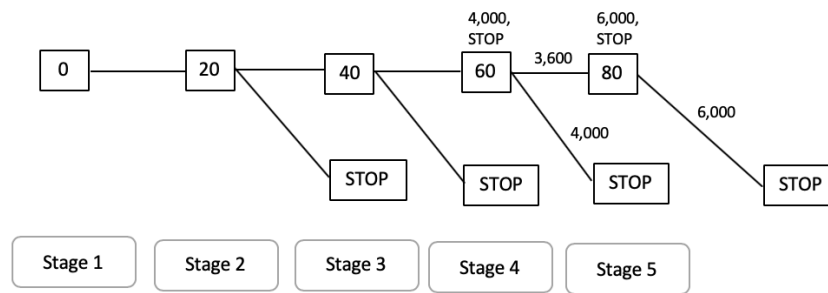 4,000,
STOP
6,000,
STOP
0
20
40
60
3,600
80
4,000
6,000
STOP
STOP
STOP
STOP
Stage 1
Stage 2
Stage 3
Stage 4
Stage 5